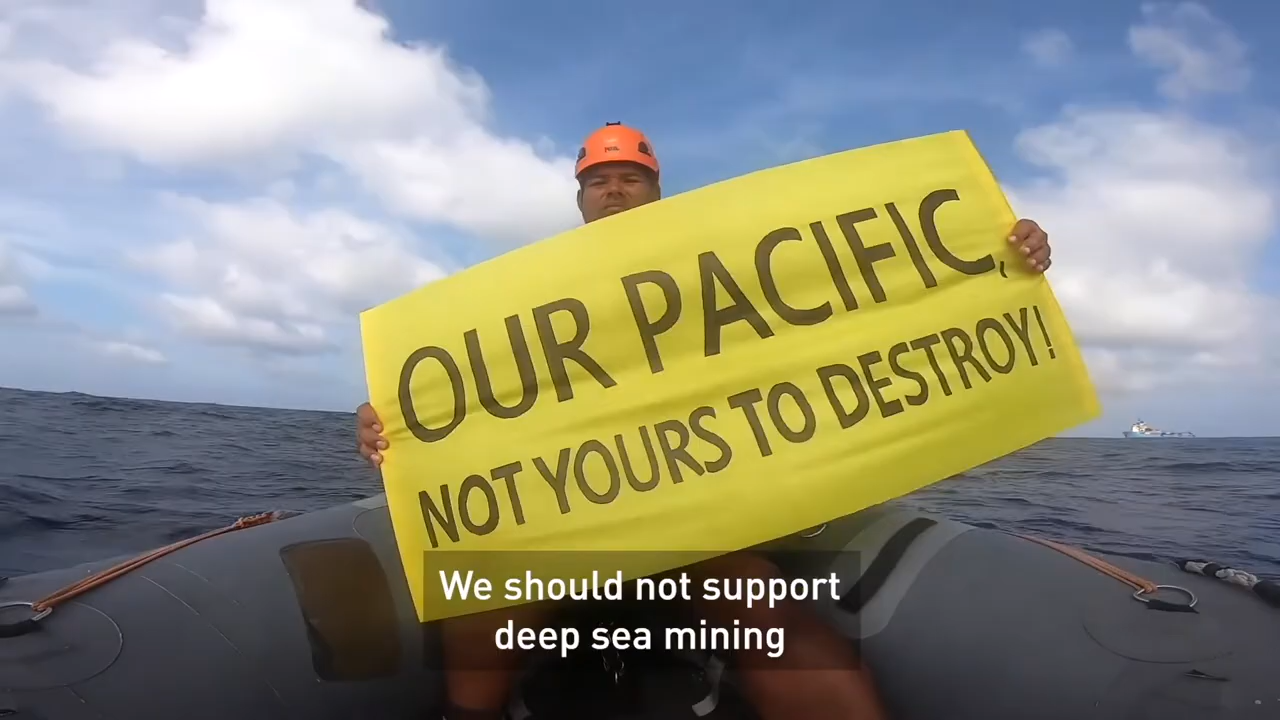 OUR PACIFIC,
NOT YOURS TO DESTROY!
We should not support
deep sea mining